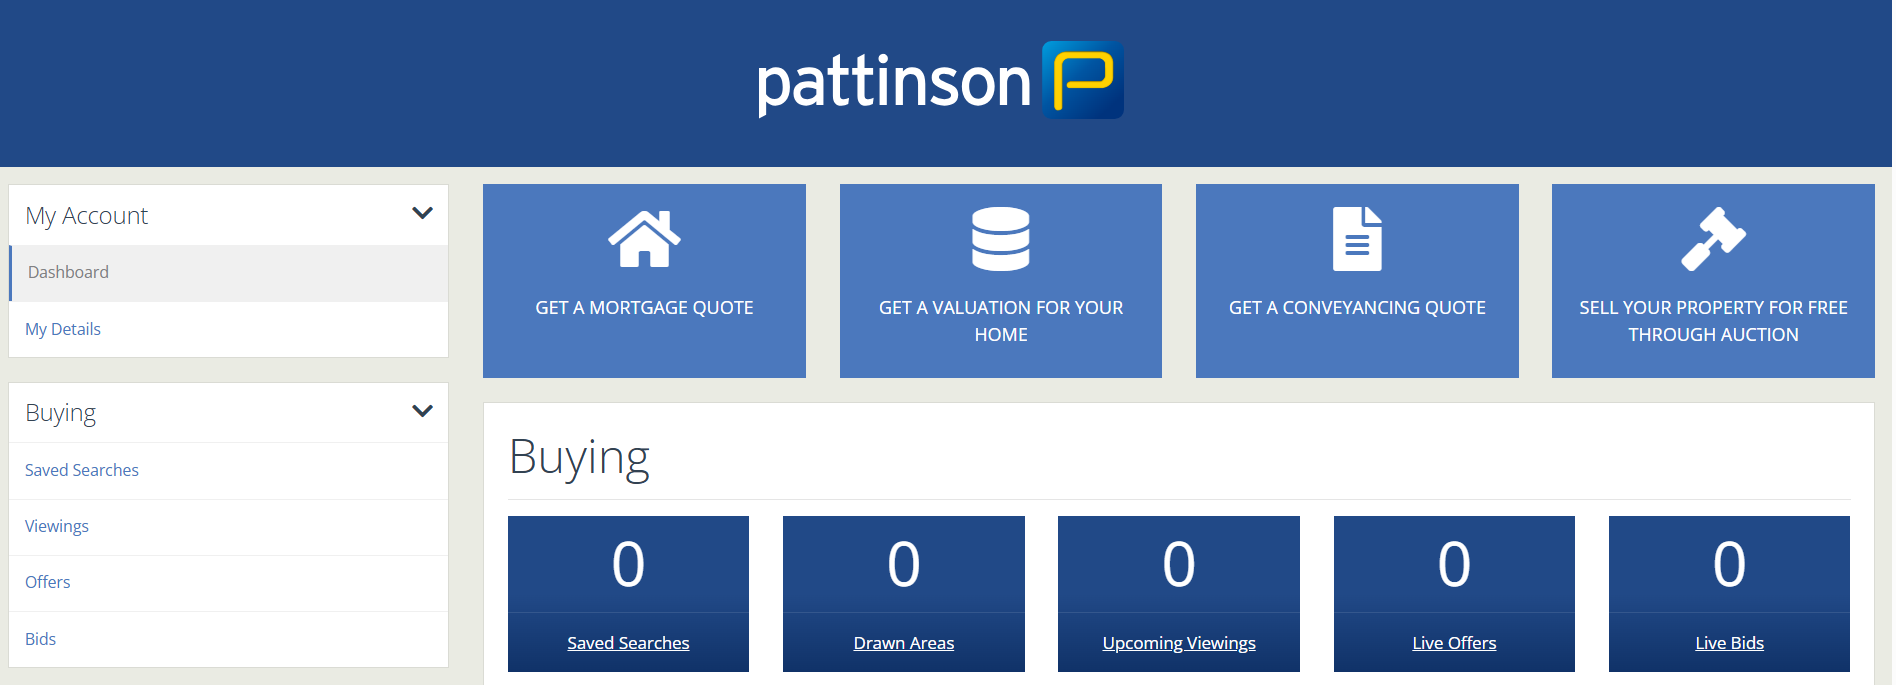 pattinson P
My Account
Dashboard
My Details
Buying
Saved Searches
Viewings
Offers
Bids
GET A MORTGAGE QUOTE
GET A VALUATION FOR YOUR
HOME
GET A CONVEYANCING QUOTE
SELL YOUR PROPERTY FOR FREE
THROUGH AUCTION
Buying
0
Saved Searches
0
Drawn Areas
0
Upcoming Viewings
0
Live Offers
0
Live Bids